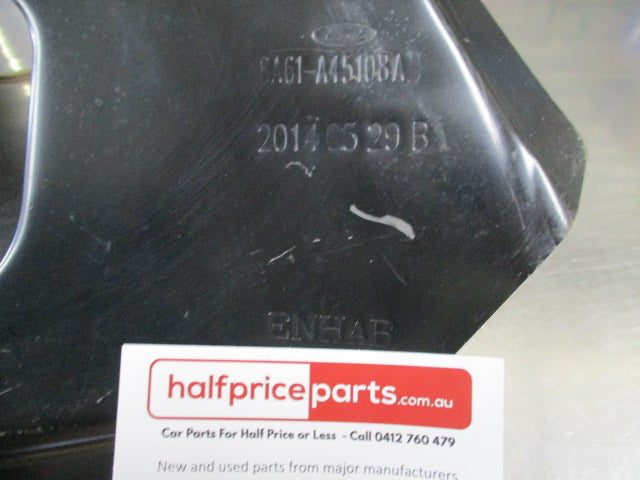 Ford
8A61-A45108A
2014 05 29 B
ENHAB
halfpriceparts.com.au
Car Parts For Half Price or Less - Call 0412 760 479
New and used parts from major manufacturers